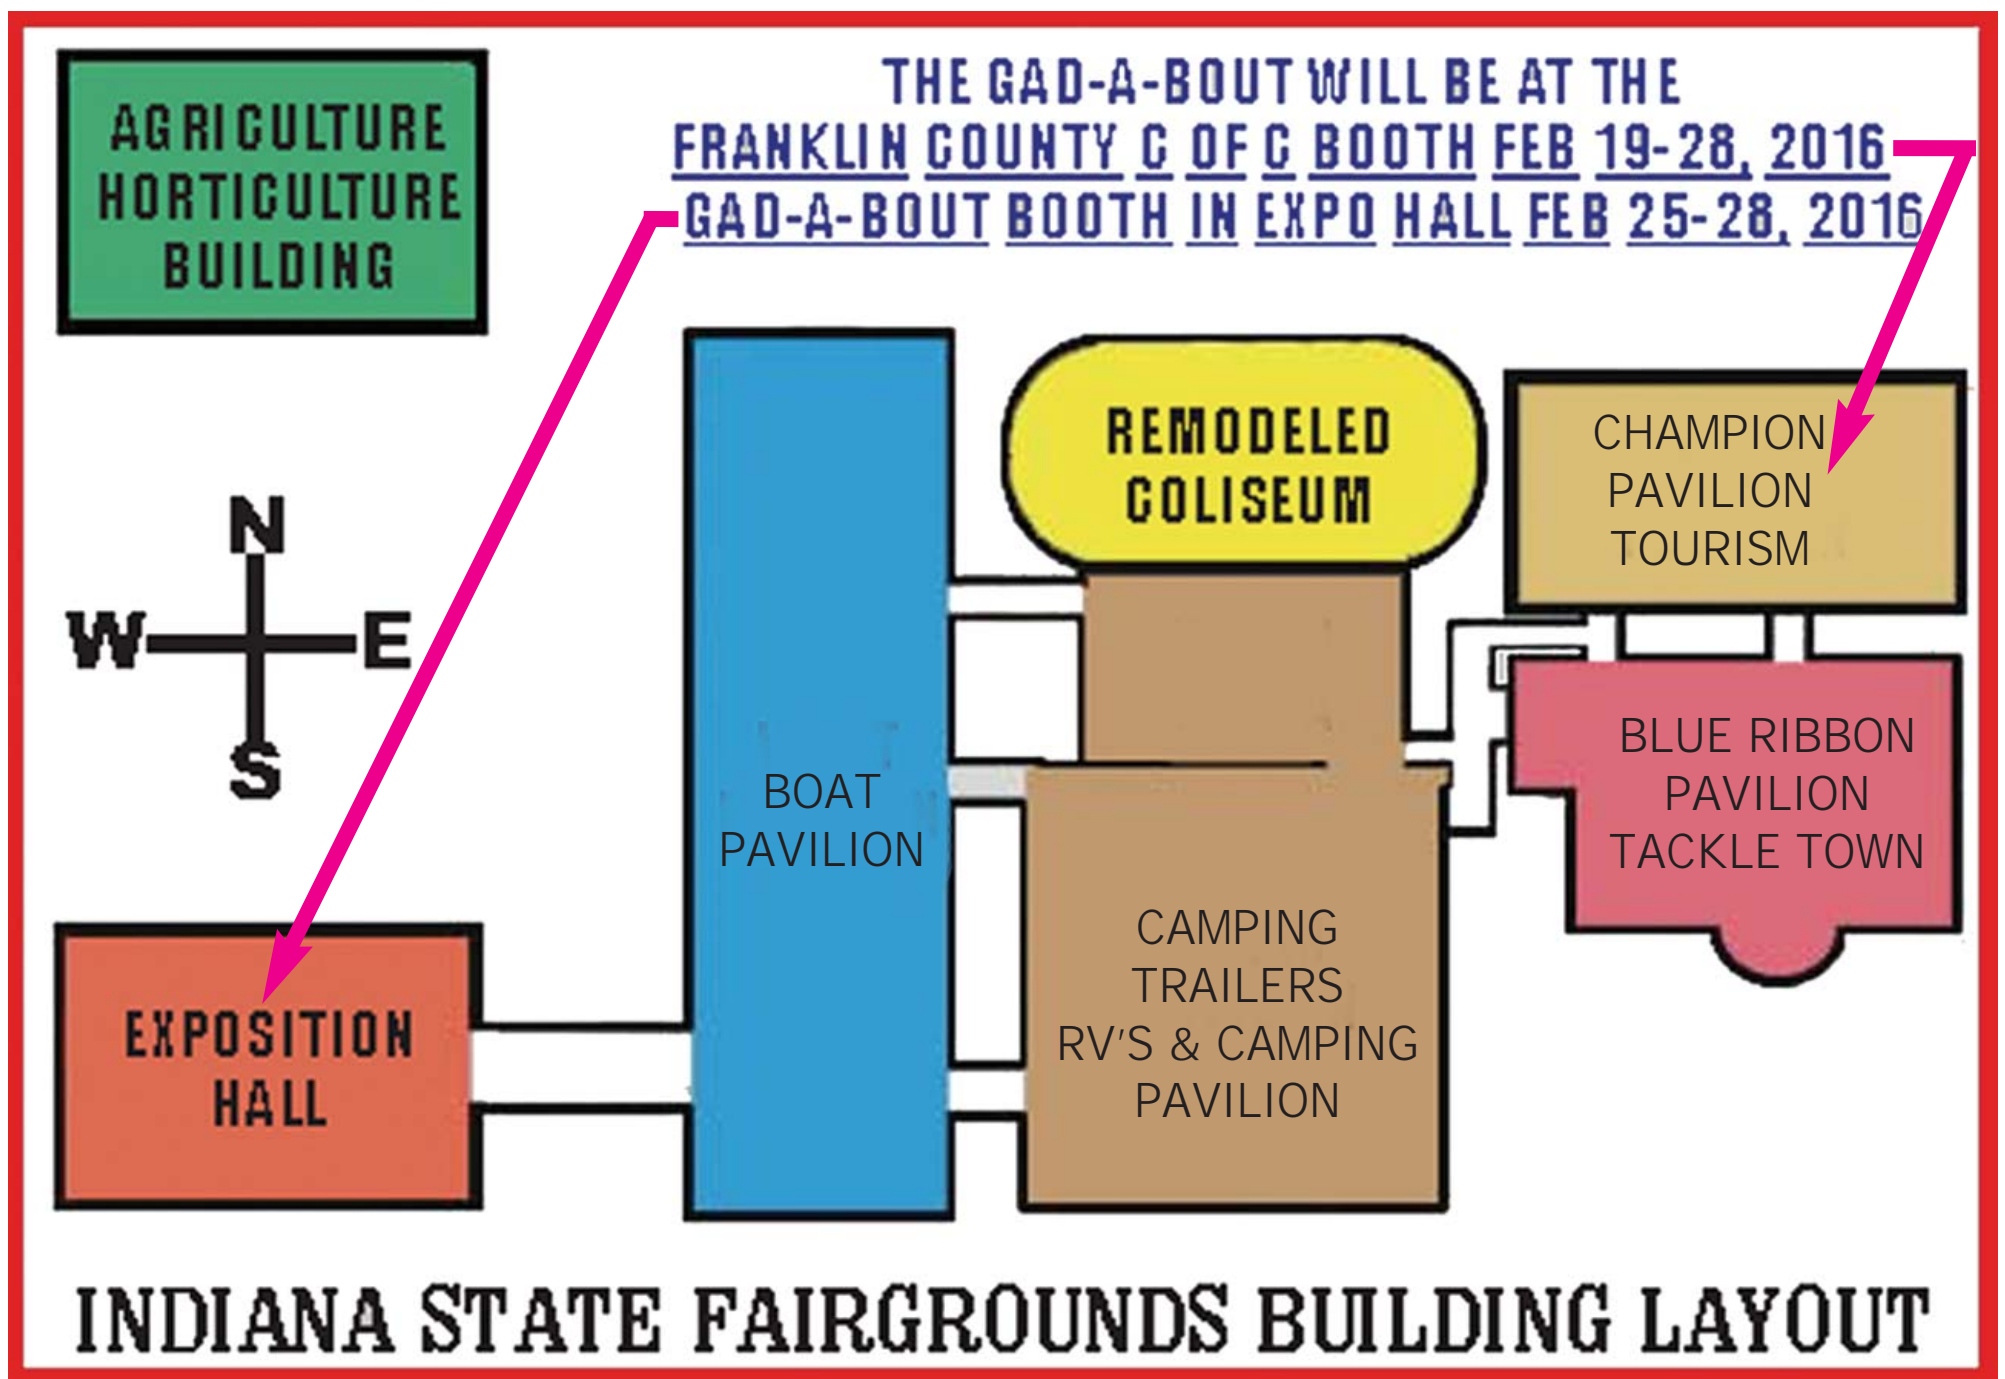 THE GAD-A-BOUT WILL BE AT THE
FRANKLIN COUNTY C OF C BOOTH FEB 19-28, 2016
GAD-A-BOUT BOOTH IN EXPO HALL FEB 25-28, 2016
AGRICULTURE
HORTICULTURE
BUILDING
REMODELED
COLISEUM
CHAMPION
PAVILION
TOURISM
N
W E
S
BOAT
PAVILION
BLUE RIBBON
PAVILION
TACKLE TOWN
CAMPING
TRAILERS
RV'S & CAMPING
PAVILION
EXPOSITION
HALL
INDIANA STATE FAIRGROUNDS BUILDING LAYOUT